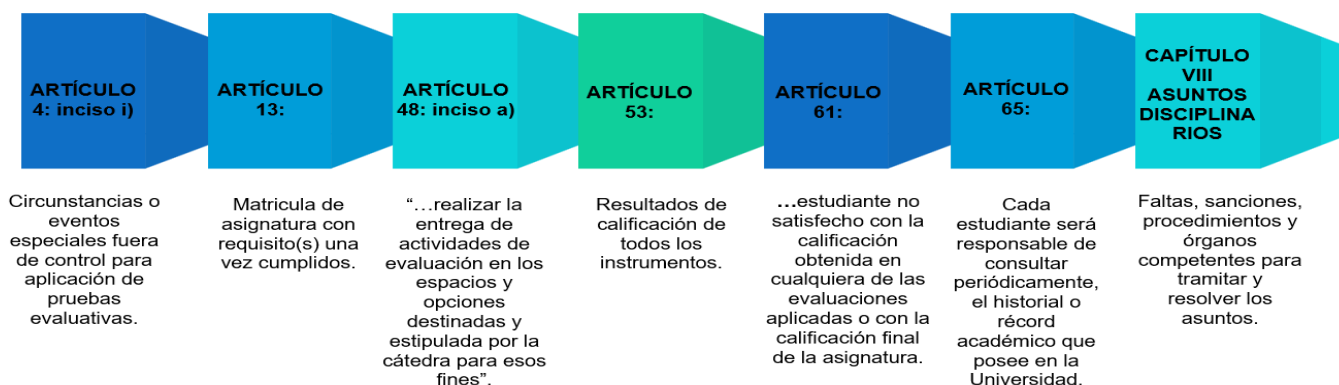 ARTÍCULO
4: inciso i)
ARTÍCULO
13:
ARTÍCULO
48: inciso a)
ARTÍCULO
53:
ARTÍCULO
61:
ARTÍCULO
65:
CAPÍTULO
VIII
ASUNTOS
DISCIPLINA
RIOS
Circunstancias o
eventos
especiales fuera
de control para
aplicación de
pruebas
evaluativas.
Matricula de
asignatura con
requisito(s) una
vez cumplidos.
“…realizar la
entrega de
actividades de
evaluación en los
espacios y
opciones
destinadas y
estipulada por la
cátedra para esos
fines”.
Resultados de
calificación de
todos los
instrumentos.
…estudiante no
satisfecho con la
calificación
obtenida en
cualquiera de las
evaluaciones
aplicadas o con la
calificación final
de la asignatura.
Cada
estudiante será
responsable de
consultar
periódicamente,
el historial o
récord
académico que
posee en la
Universidad.
Faltas, sanciones,
procedimientos y
órganos
competentes para
tramitar y
resolver los
asuntos.